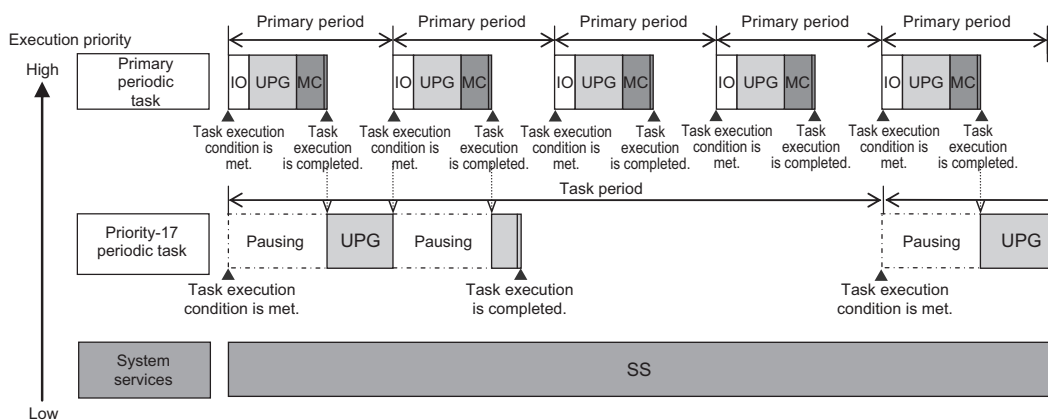 Primary period Primary period Primary period Primary period Primary period
Execution priority
High
Primary
periodic
task
IO UPG MC IO UPG MC IO UPG MC IO UPG MC IO UPG MC
Task execution
condition is
met.
Task
execution
is completed.
Task execution
condition is
met.
Task
execution
is completed.
Task execution
condition is
met.
Task
execution
is completed.
Task execution
condition is
met.
Task
execution
is completed.
Task execution
condition is
met.
Task
execution
is completed.
Task period
Priority-17
periodic task
Pausing UPG Pausing Pausing UPG
Task execution
condition is met.
Task execution
is completed.
Task execution
condition is met.
System
services
SS
Low